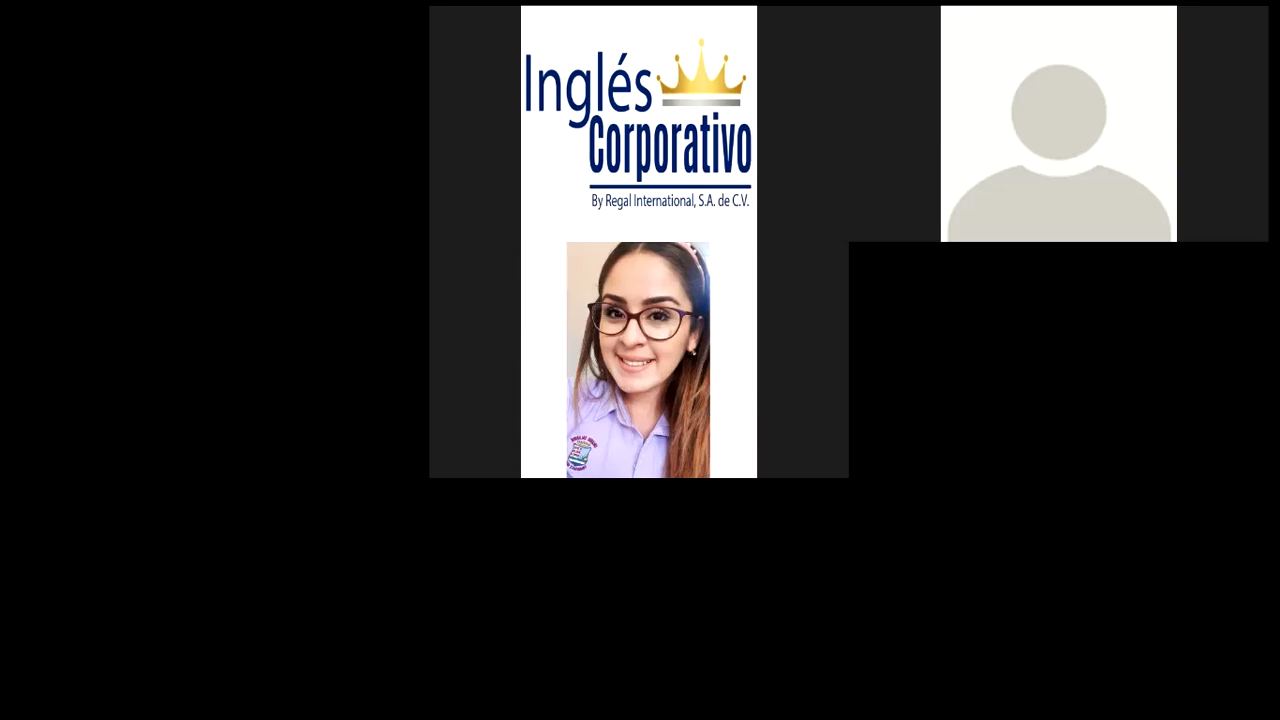 Inglés
Corporativo
By Regal International, S.A. de C.V.